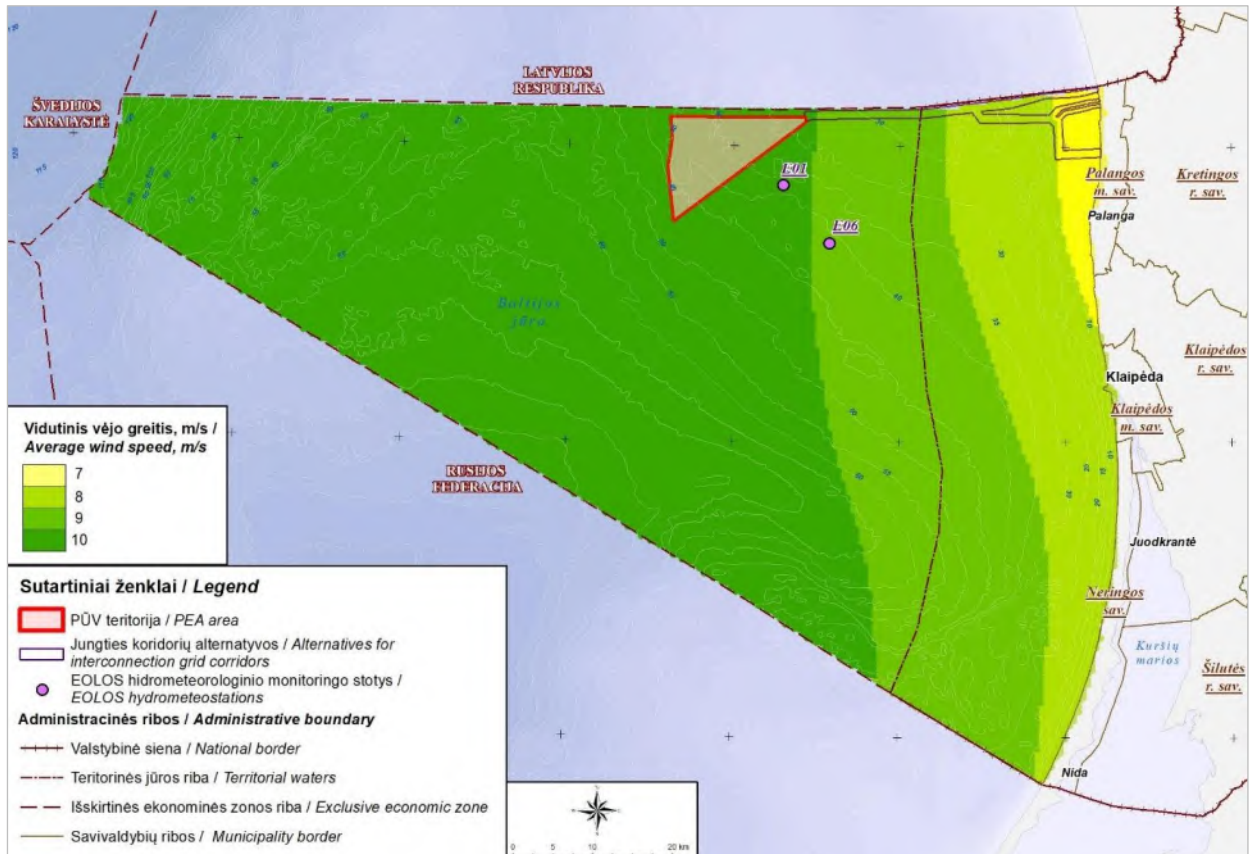 LATVIJOS
RESPUBLIKA
ŠVEDIJOS
KARALYSTĖ
E01
E06
Palangos
m. sav.
Kretingos
r. sav.
Palanga
Baltijos
jūra
Klaipėdos
r. sav.
Klaipėda
Klaipėdos
m. sav.
RUSIJOS
FEDERACIJA
Juodkrantė
Neringos
sav.
Kuršių
marios
Šilutės
r. sav.
Nida
Vidutinis vėjo greitis, m/s /
Average wind speed, m/s
7
8
9
10
Sutartiniai ženklai / Legend
PŪV teritorija / PEA area
Jungties koridorių alternatyvos / Alternatives for
interconnection grid corridors
EOLOS hidrometeorologinio monitoringo stotys /
EOLOS hydrometeostations
Administracinės ribos / Administrative boundary
Valstybinė siena / National border
Teritorinės jūros riba / Territorial waters
Išskirtinės ekonominės zonos riba / Exclusive economic zone
Savivaldybių ribos / Municipality border
0 5 10 20 km